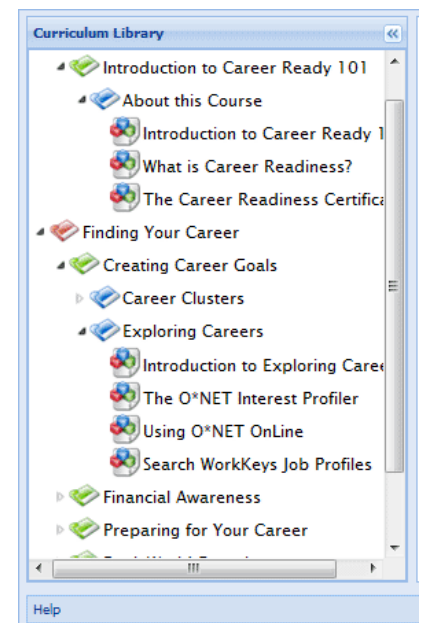 Curriculum Library
Introduction to Career Ready 101
About this Course
Introduction to Career Ready 1
What is Career Readiness?
The Career Readiness Certifica
Finding Your Career
Creating Career Goals
Career Clusters
Exploring Careers
Introduction to Exploring Caree
The O*NET Interest Profiler
Using O*NET OnLine
Search WorkKeys Job Profiles
Financial Awareness
Preparing for Your Career
Help